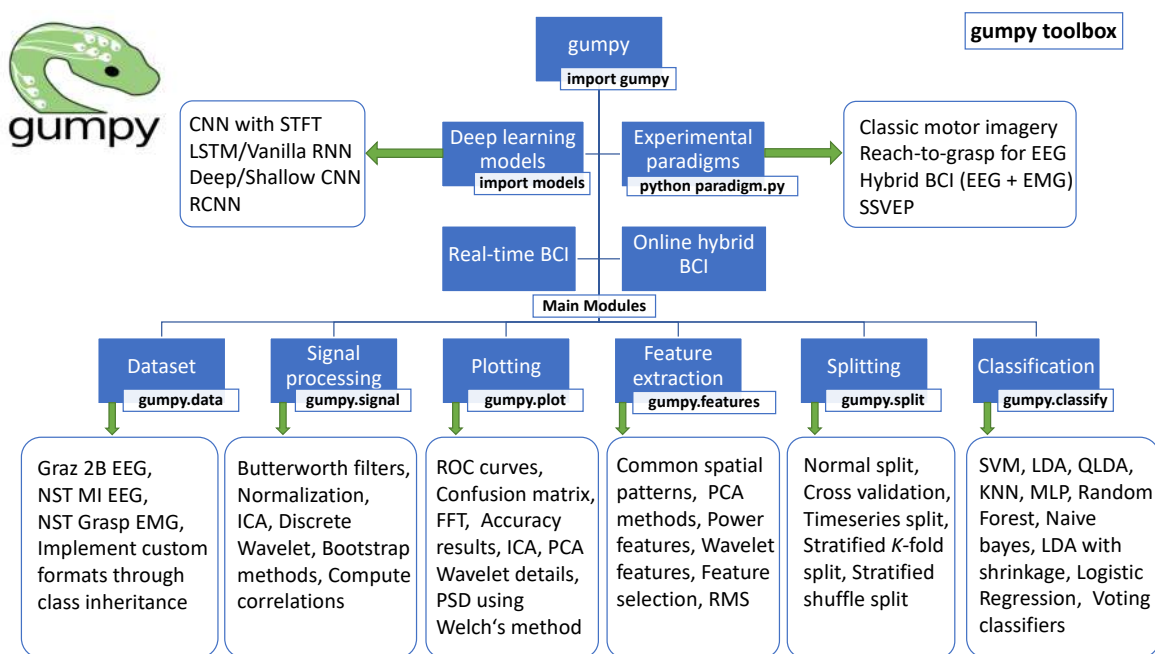 gumpy
gumpy
import gumpy
gumpy toolbox
CNN with STFT
LSTM/Vanilla RNN
Deep/Shallow CNN
RCNN
Deep learning
models
import models
Experimental
paradigms
python paradigm.py
Classic motor imagery
Reach-to-grasp for EEG
Hybrid BCI (EEG + EMG)
SSVEP
Real-time BCI
Online hybrid
BCI
Main Modules
Dataset
gumpy.data
Signal
processing
gumpy.signal
Plotting
gumpy.plot
Feature
extraction
gumpy.features
Splitting
gumpy.split
Classification
gumpy.classify
Graz 2B EEG,
NST MI EEG,
NST Grasp EMG,
Implement custom
formats through
class inheritance
Butterworth filters,
Normalization,
ICA, Discrete
Wavelet, Bootstrap
methods, Compute
correlations
ROC curves,
Confusion matrix,
FFT, Accuracy
results, ICA, PCA
Wavelet details,
PSD using
Welch‘s method
Common spatial
patterns, PCA
methods, Power
features, Wavelet
features, Feature
selection, RMS
Normal split,
Cross validation,
Timeseries split,
Stratified K-fold
split, Stratified
shuffle split
SVM, LDA, QLDA,
KNN, MLP, Random
Forest, Naive
bayes, LDA with
shrinkage, Logistic
Regression, Voting
classifiers